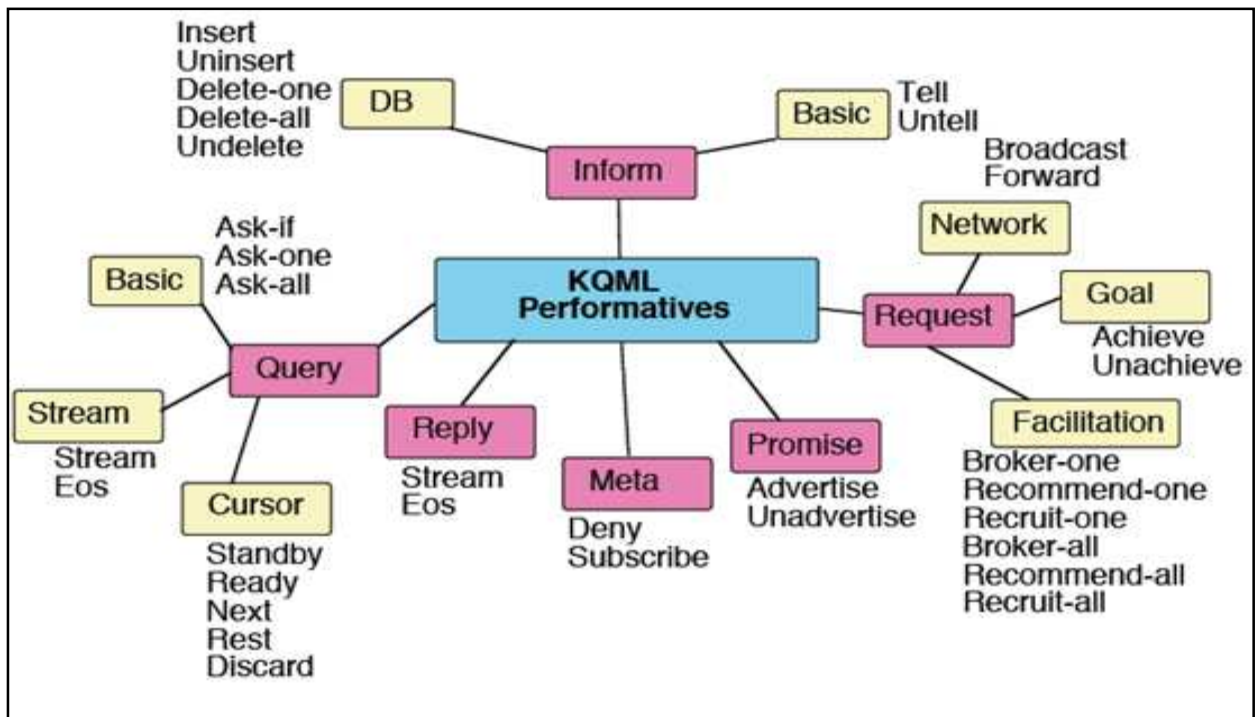 Insert
Uninsert
Delete-one
Delete-all
Undelete
DB
Basic
Tell
Untell
Inform
Broadcast
Forward
Network
Ask-if
Ask-one
Ask-all
Basic
KQML
Performatives
Goal
Request
Achieve
Unachieve
Query
Stream
Stream
Eos
Cursor
Standby
Ready
Next
Rest
Discard
Reply
Stream
Eos
Meta
Deny
Subscribe
Promise
Advertise
Unadvertise
Facilitation
Broker-one
Recommend-one
Recruit-one
Broker-all
Recommend-all
Recruit-all